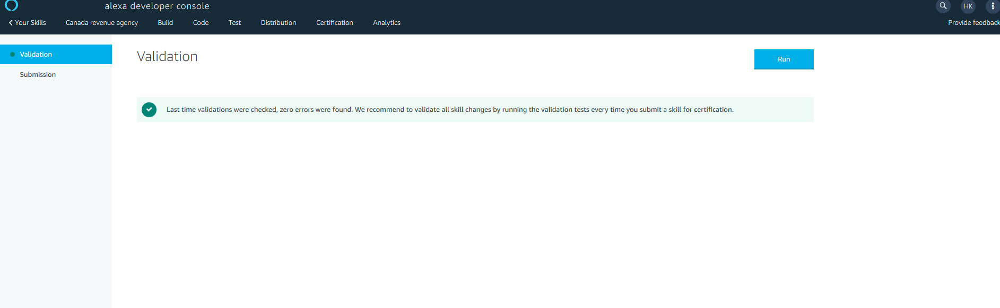 alexa developer console
HK
Your Skills Canada revenue agency Build Code Test Distribution Certification Analytics Provide feedback
Validation
Submission
Validation
Run
Last time validations were checked, zero errors were found. We recommend to validate all skill changes by running the validation tests every time you submit a skill for certification.